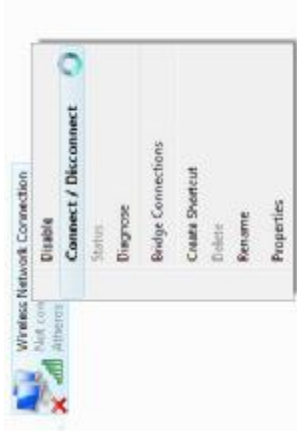 Wireless Network Connection
Not con
Atheros
Disable
Connect / Disconnect
Status
Diagnose
Bridge Connections
Create Shortcut
Delete
Rename
Properties